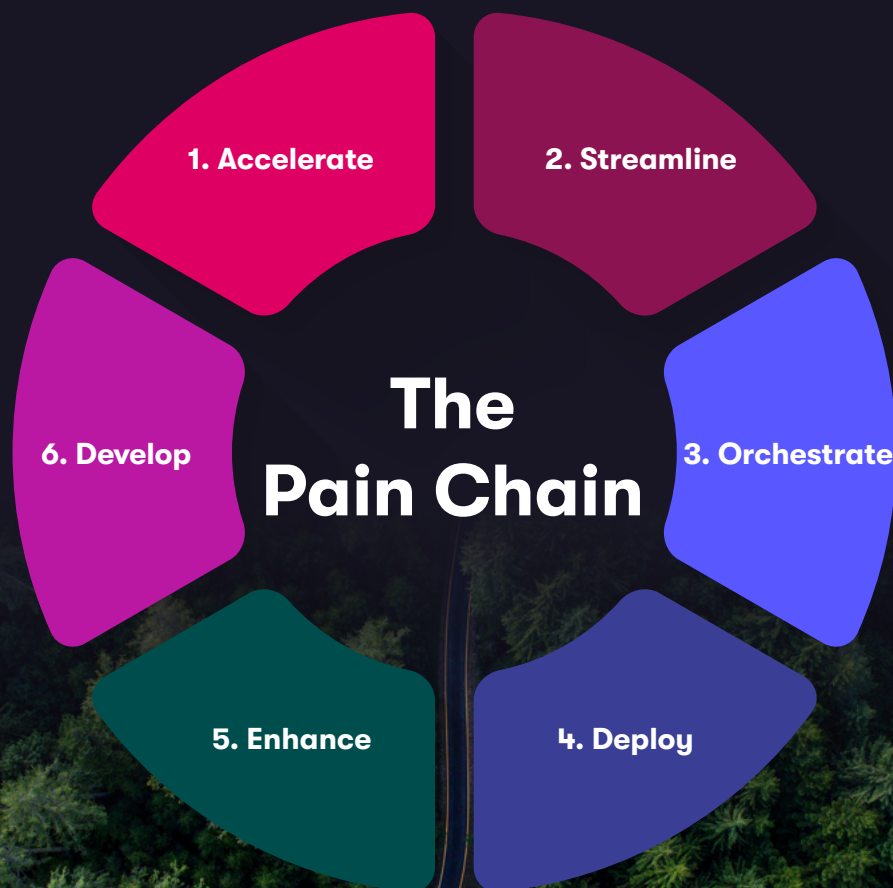 1. Accelerate
2. Streamline
The
Pain Chain
3. Orchestrate
6. Develop
5. Enhance
4. Deploy